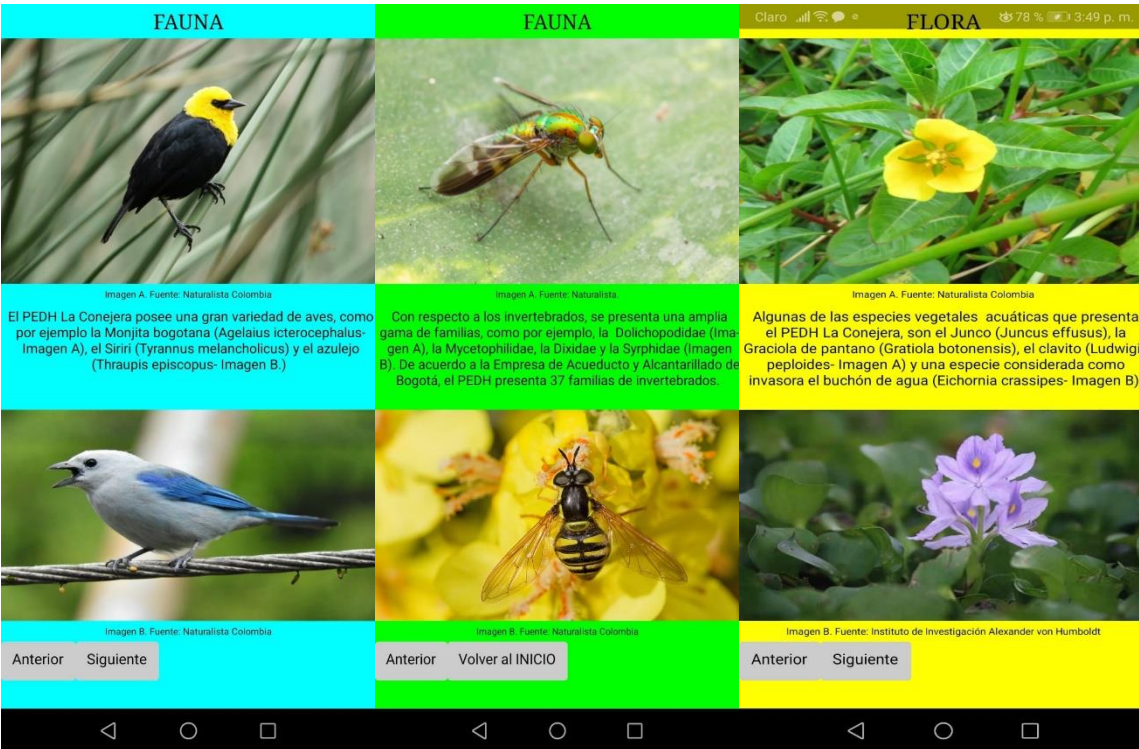 FAUNA
Imagen A. Fuente: Naturalista Colombia
El PEDH La Conejera posee una gran variedad de aves, como
por ejemplo la Monjita bogotana (Agelaius icterocephalus-
Imagen A), el Siriri (Tyrannus melancholicus) y el azulejo
(Thraupis episcopus- Imagen B.)
Imagen B. Fuente: Naturalista Colombia
Anterior Siguiente
FAUNA
Imagen A. Fuente: Naturalista.
Con respecto a los invertebrados, se presenta una amplia
gama de familias, como por ejemplo, la Dolichopodidae (Ima-
gen A), la Mycetophilidae, la Dixidae y la Syrphidae (Imagen
B). De acuerdo a la Empresa de Acueducto y Alcantarillado de
Bogotá, el PEDH presenta 37 familias de invertebrados.
Imagen B. Fuente: Naturalista Colombia
Anterior Volver al INICIO
Claro 78 % 3:49 p. m.
FLORA
Imagen A. Fuente: Naturalista Colombia
Algunas de las especies vegetales acuáticas que presenta
el PEDH La Conejera, son el Junco (Juncus effusus), la
Graciola de pantano (Gratiola botonensis), el clavito (Ludwigi
peploides- Imagen A) y una especie considerada como
invasora el buchón de agua (Eichornia crassipes- Imagen B)
Imagen B. Fuente: Instituto de Investigación Alexander von Humboldt
Anterior Siguiente